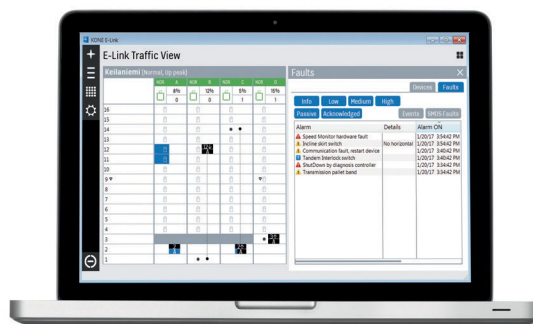 KONE E-Link
E-Link Traffic View
Keilaniemi (Normal, Up peak)
NOR A NOR B NOR C NOR D
8% 12% 5% 15%
0 0 1 1
16
15
14
13
12
11
10
9
8
7
6
5
4
3
2
1
Faults
Devices Faults
Info Low Medium High
Passive Acknowledged Events EMOS Faults
Alarm Details Alarm ON
Speed Monitor hardware fault 1/20/17 3:54:42 PM
Incline skirt switch No horizontal 1/20/17 3:54:42 PM
Communication fault, restart device 1/20/17 3:54:42 PM
Tandem Interlock switch 1/20/17 3:54:42 PM
ShutDown by diagnosis controller 1/20/17 3:54:42 PM
Transmission pallet band 1/20/17 3:54:42 PM